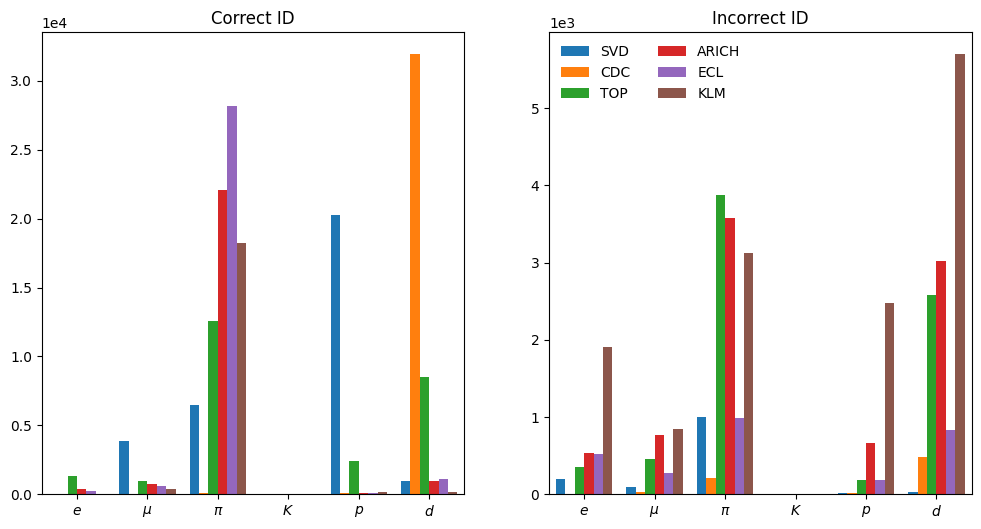 Correct ID
1e4
3.0
2.5
2.0
1.5
1.0
0.5
0.0
e μ π K p d
Incorrect ID
1e3
SVD ARICH
CDC ECL
TOP KLM
5
4
3
2
1
0
e μ π K p d